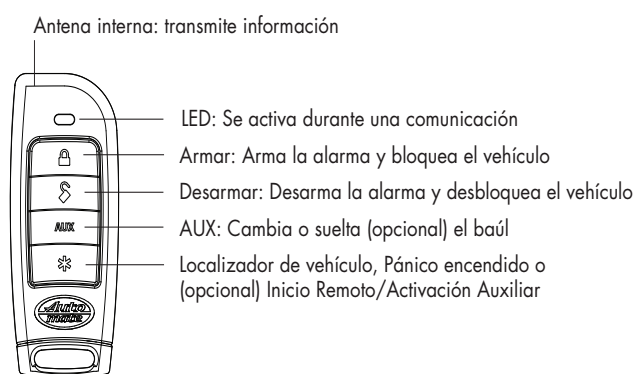 Antena interna: transmite información
LED: Se activa durante una comunicación
Armar: Arma la alarma y bloquea el vehículo
Desarmar: Desarma la alarma y desbloquea el vehículo
AUX
AUX: Cambia o suelta (opcional) el baúl
Localizador de vehículo, Pánico encendido o
(opcional) Inicio Remoto/Activación Auxiliar
Auto
mate